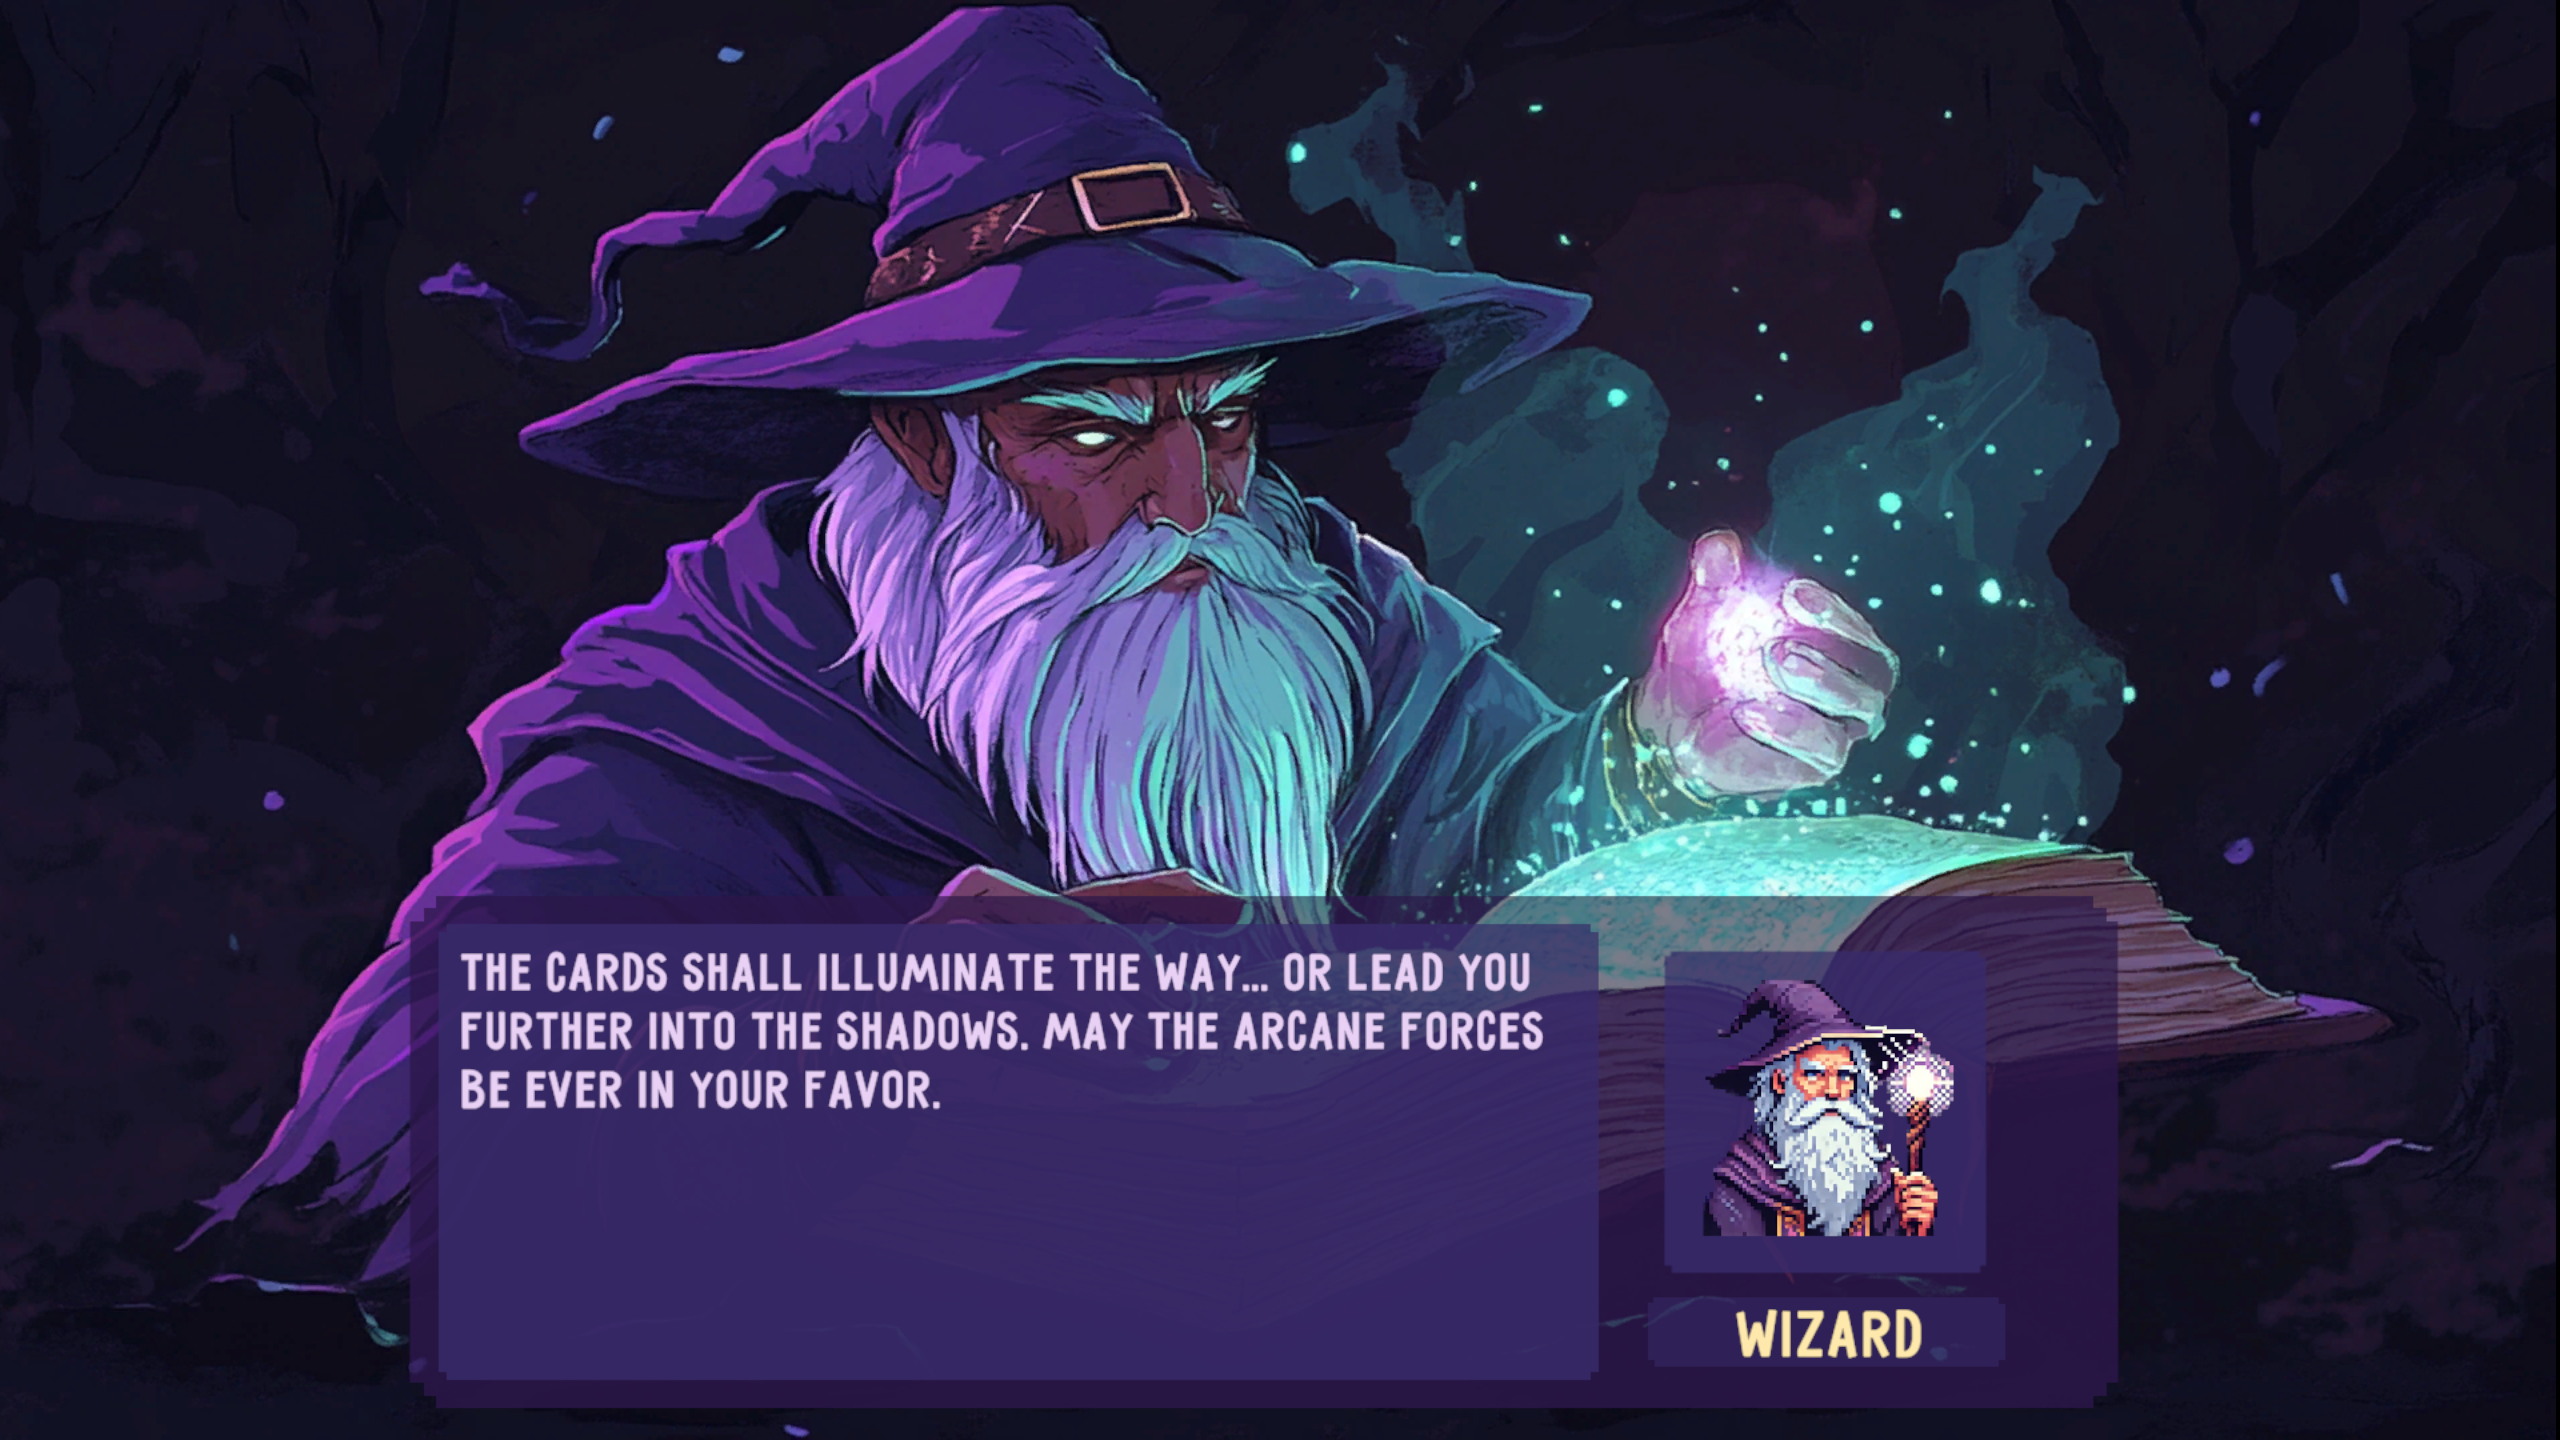 THE CARDS SHALL ILLUMINATE THE WAY... OR LEAD YOU
FURTHER INTO THE SHADOWS. MAY THE ARCANE FORCES
BE EVER IN YOUR FAVOR.
WIZARD